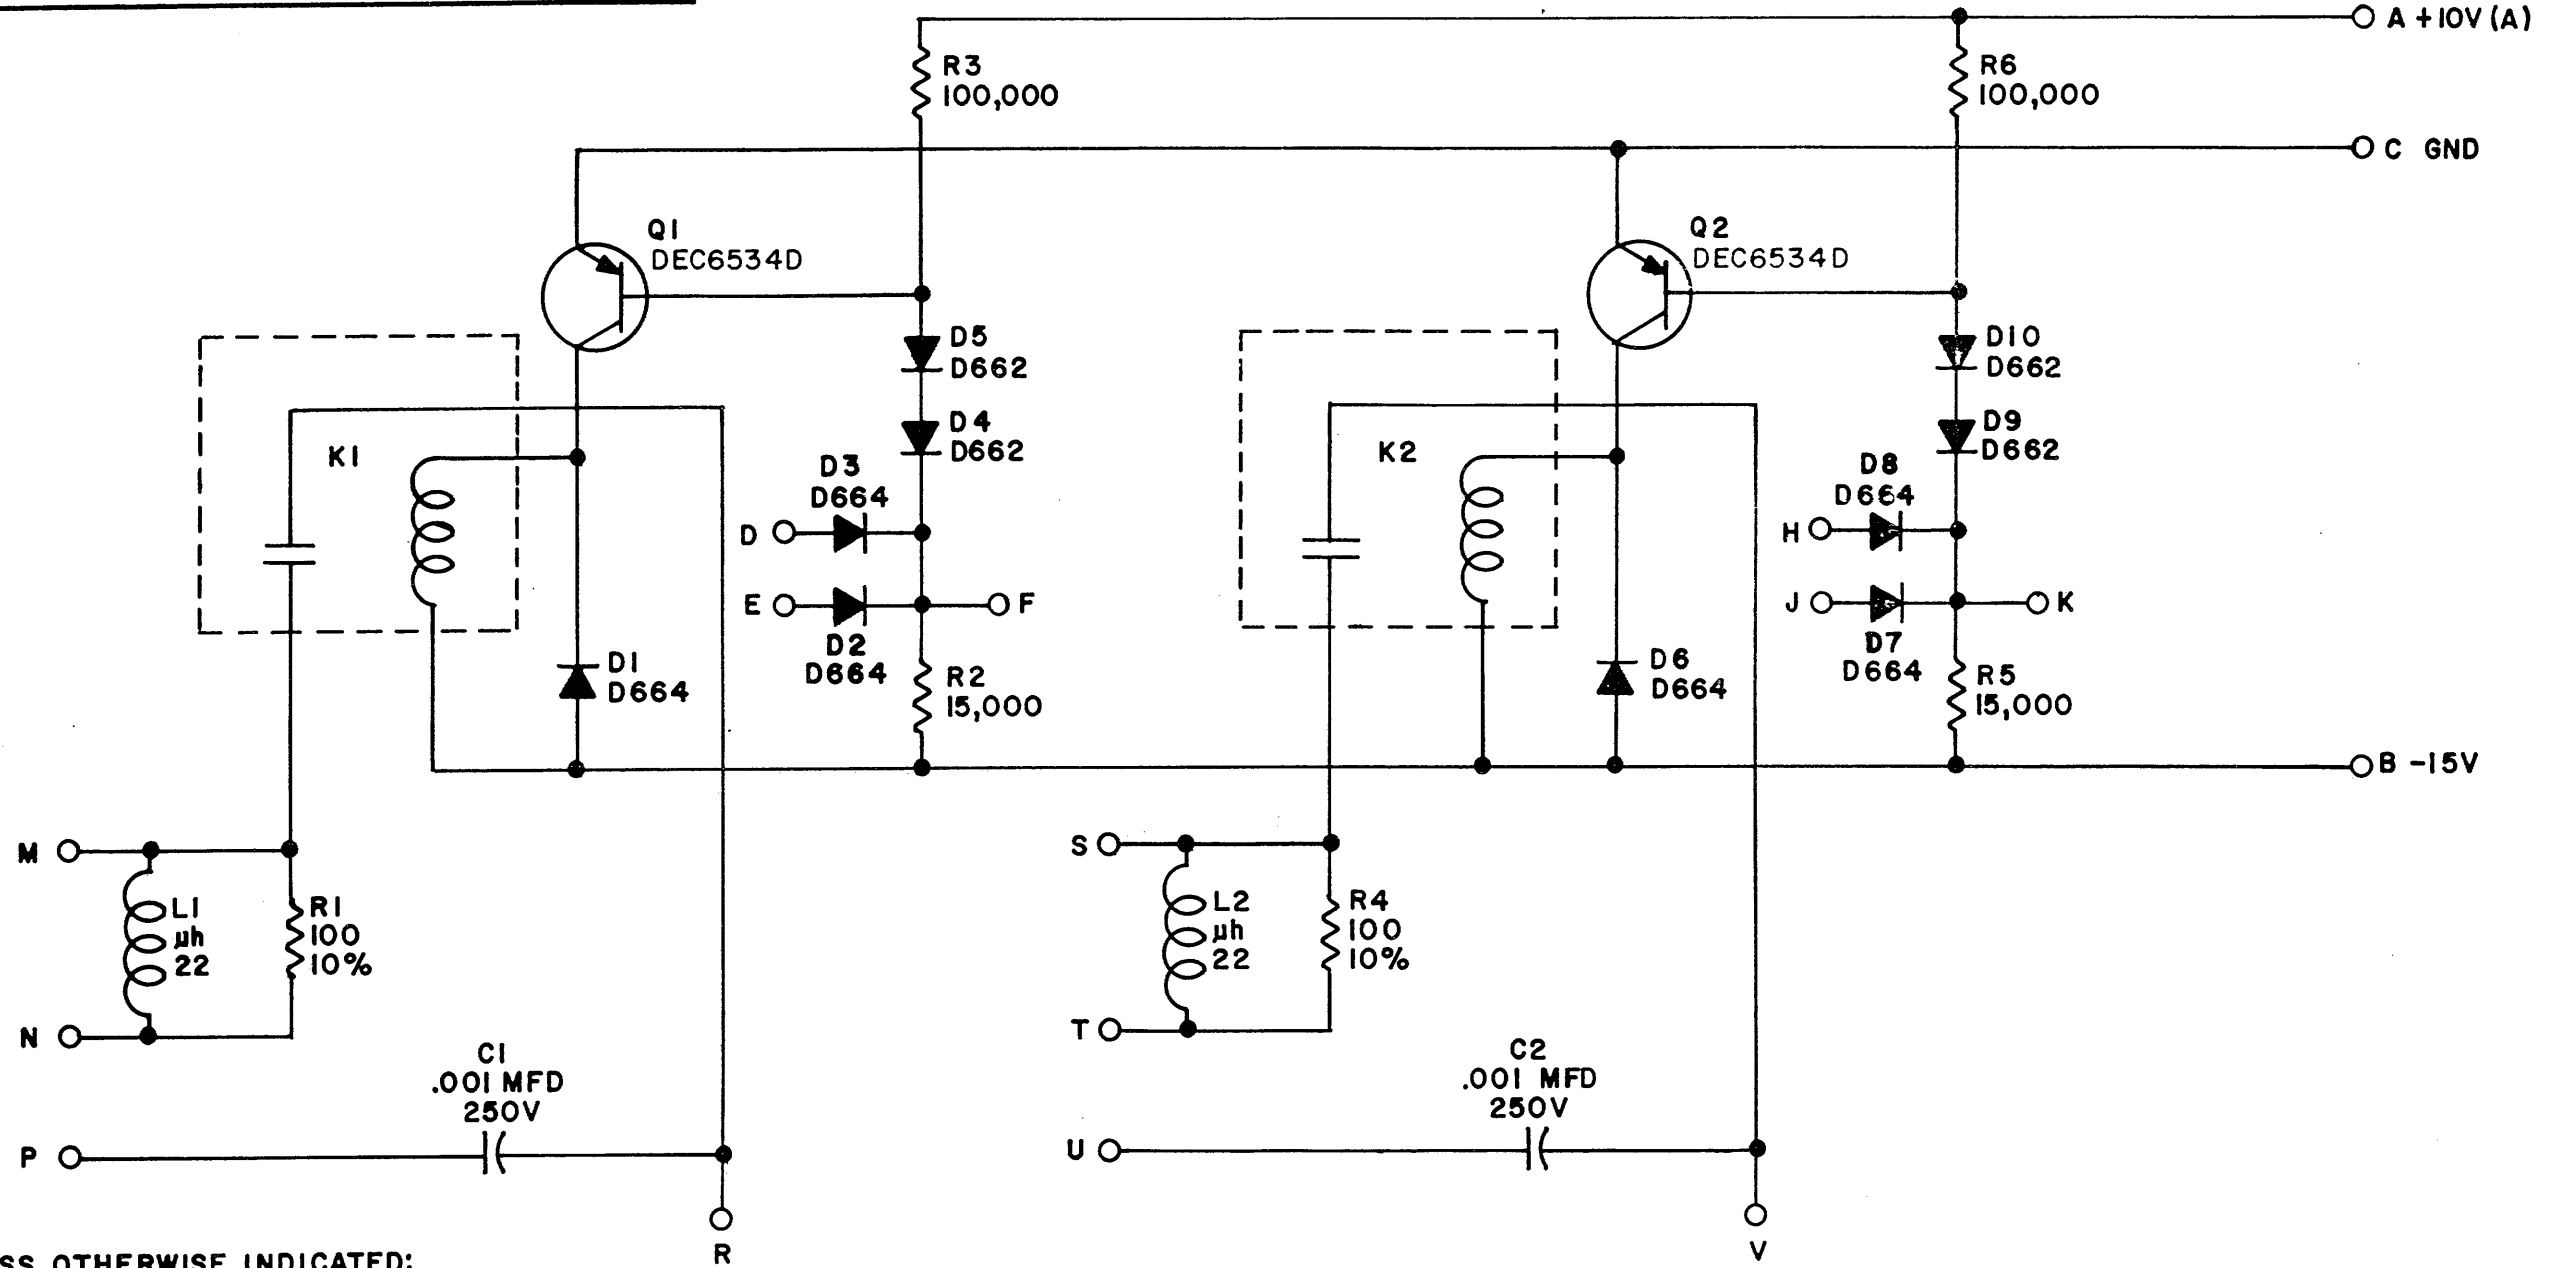 A +10V (A)
R3
100,000
R6
100,000
C GND
Q1
DEC6534D
Q2
DEC6534D
D5
D662
D10
D662
D4
D662
D9
D662
K1
K2
D3
D664
D8
D664
D
H
E
F
J
K
D2
D664
D7
D664
D1
D664
R2
15,000
D6
D664
R5
15,000
B -15V
M
S
L1
µh
22
R1
100
10%
L2
µh
22
R4
100
10%
N
T
C1
.001 MFD
250V
C2
.001 MFD
250V
P
U
R
V
OTHERWISE INDICATED: